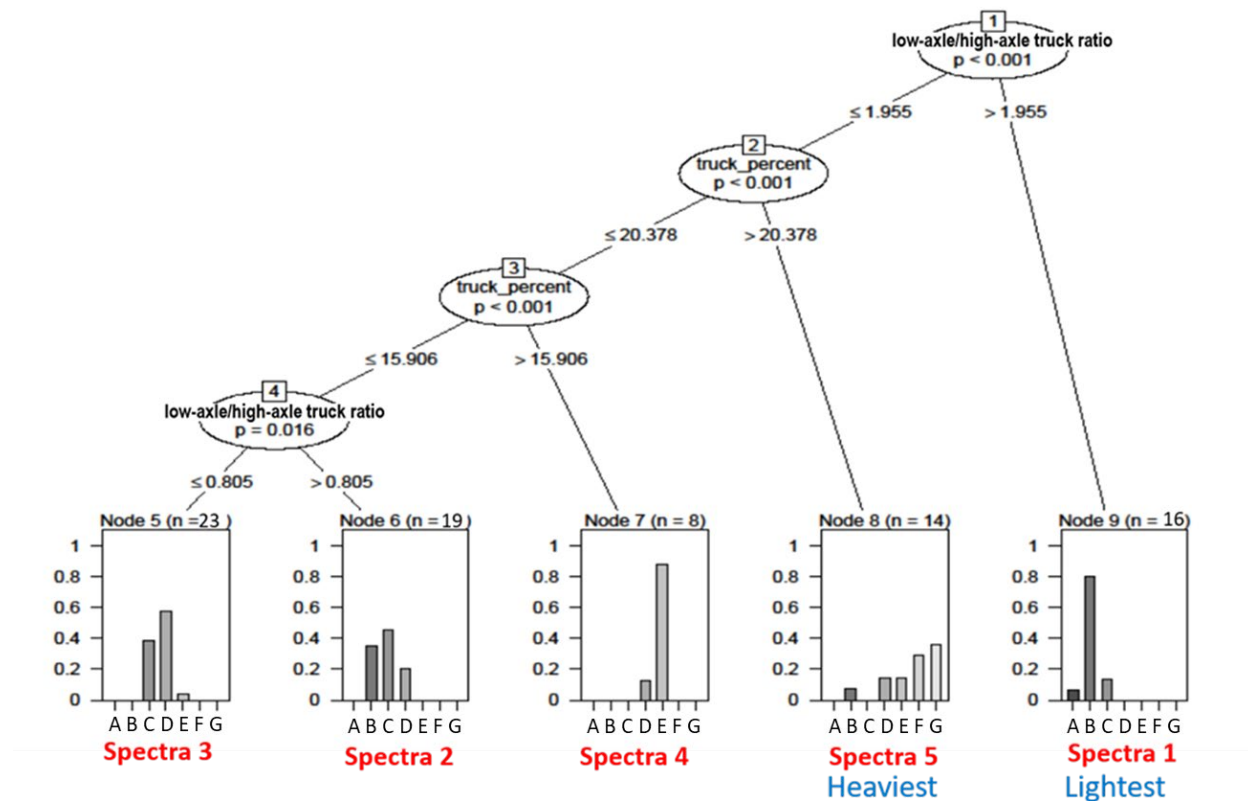 1
low-axle/high-axle truck ratio
p < 0.001
≤ 1.955
> 1.955
2
truck_percent
p < 0.001
≤ 20.378
> 20.378
3
truck_percent
p < 0.001
≤ 15.906
> 15.906
4
low-axle/high-axle truck ratio
p = 0.016
≤ 0.805
> 0.805
Node 5 (n =23 )
1
0.8
0.6
0.4
0.2
0
A B C D E F G
Spectra 3
Node 6 (n = 19 )
1
0.8
0.6
0.4
0.2
0
A B C D E F G
Spectra 2
Node 7 (n = 8)
1
0.8
0.6
0.4
0.2
0
A B C D E F G
Spectra 4
Node 8 (n = 14)
1
0.8
0.6
0.4
0.2
0
A B C D E F G
Spectra 5
Heaviest
Node 9 (n = 16)
1
0.8
0.6
0.4
0.2
0
A B C D E F G
Spectra 1
Lightest